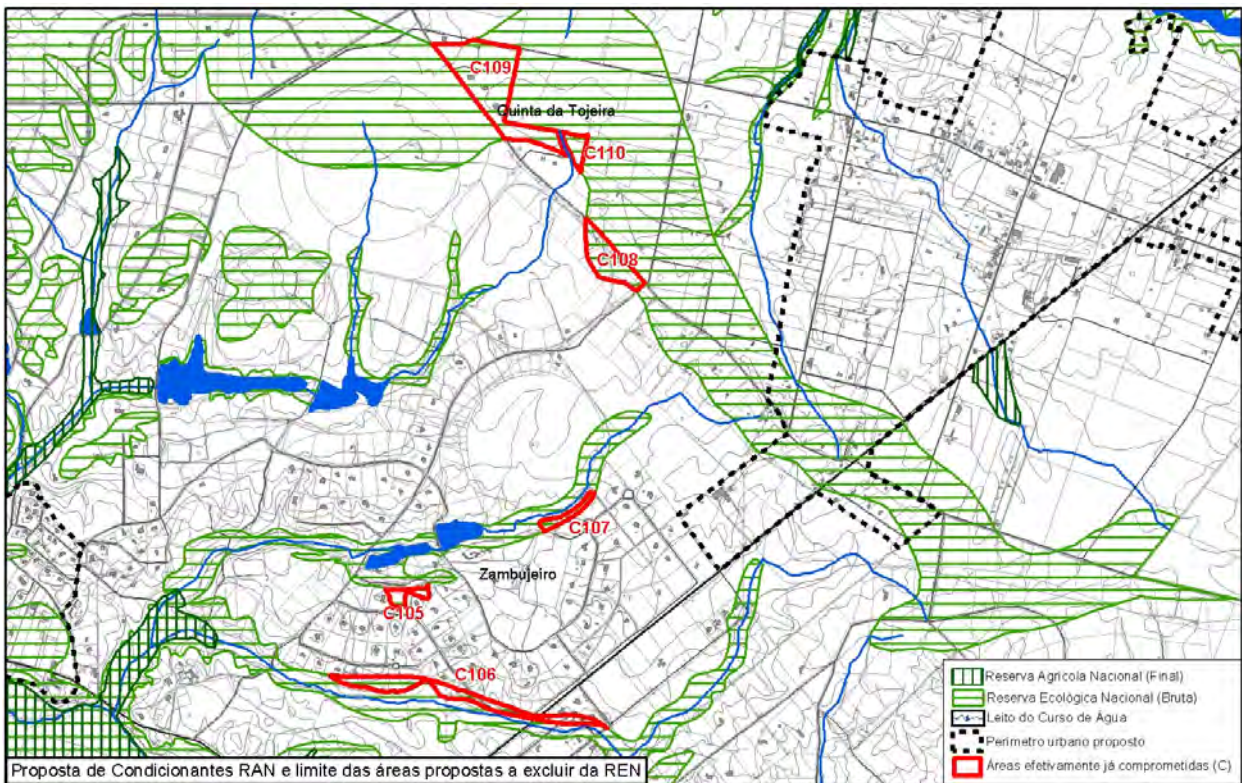 C109
Quinta da Tojeira
C110
C108
C107
Zambujeiro
C105
C106
Reserva Agrícola Nacional (Final)
Reserva Ecológica Nacional (Bruta)
Leito do Curso de Água
Perímetro urbano proposto
Áreas efetivamente já comprometidas (C)
Proposta de Condicionantes RAN e limite das áreas propostas a excluir da REN